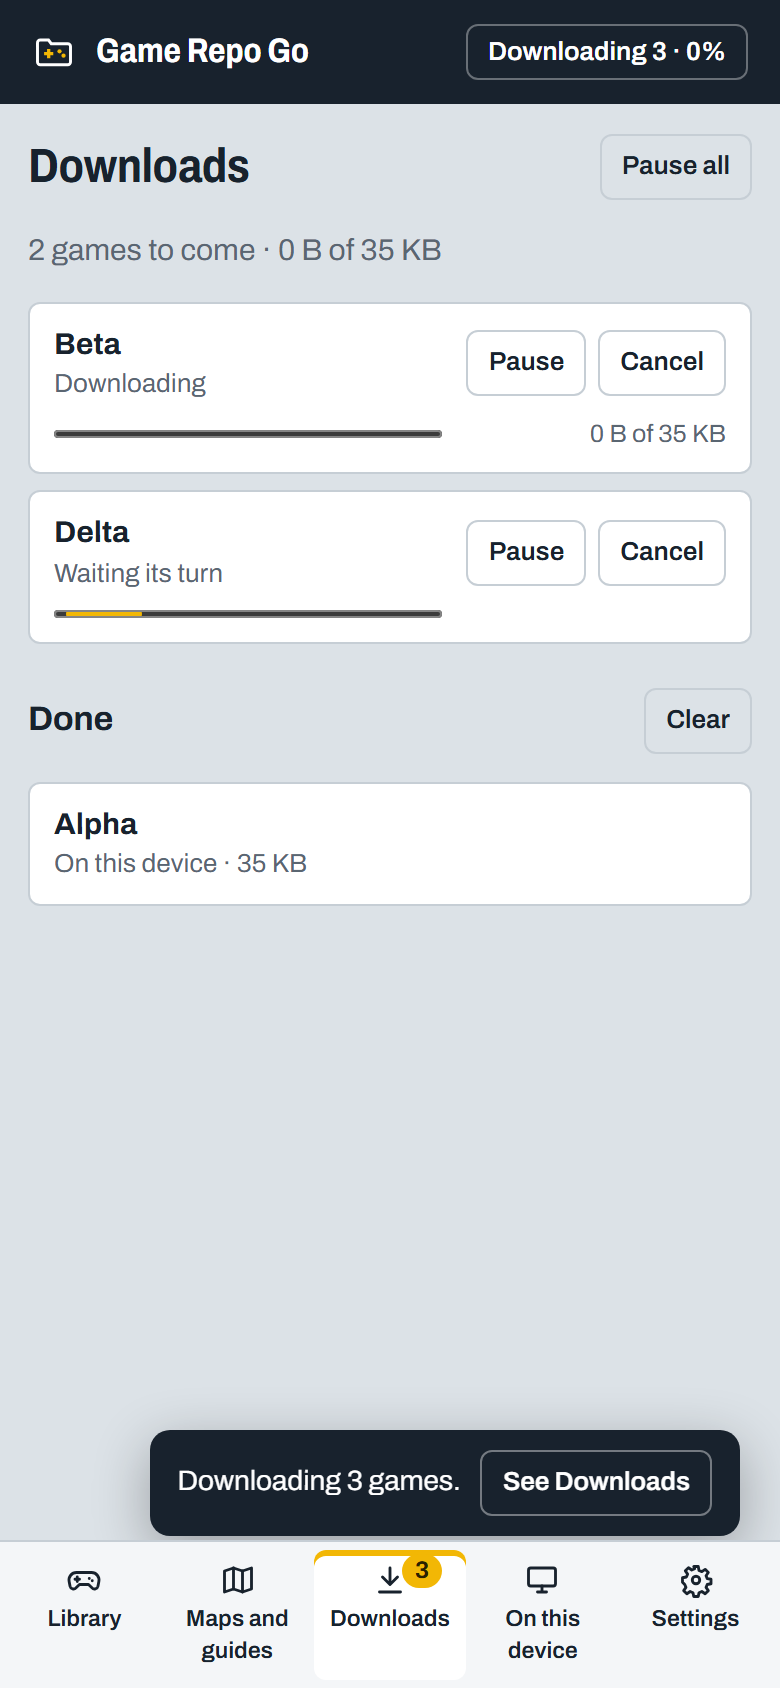 Game Repo Go
Downloading 3 · 0%
Downloads
Pause all
2 games to come · 0 B of 35 KB
Beta
Downloading
Pause
Cancel
0 B of 35 KB
Delta
Waiting its turn
Pause
Cancel
Done
Clear
Alpha
On this device · 35 KB
Downloading 3 games.
See Downloads
Library
Maps and
guides
3
Downloads
On this
device
Settings